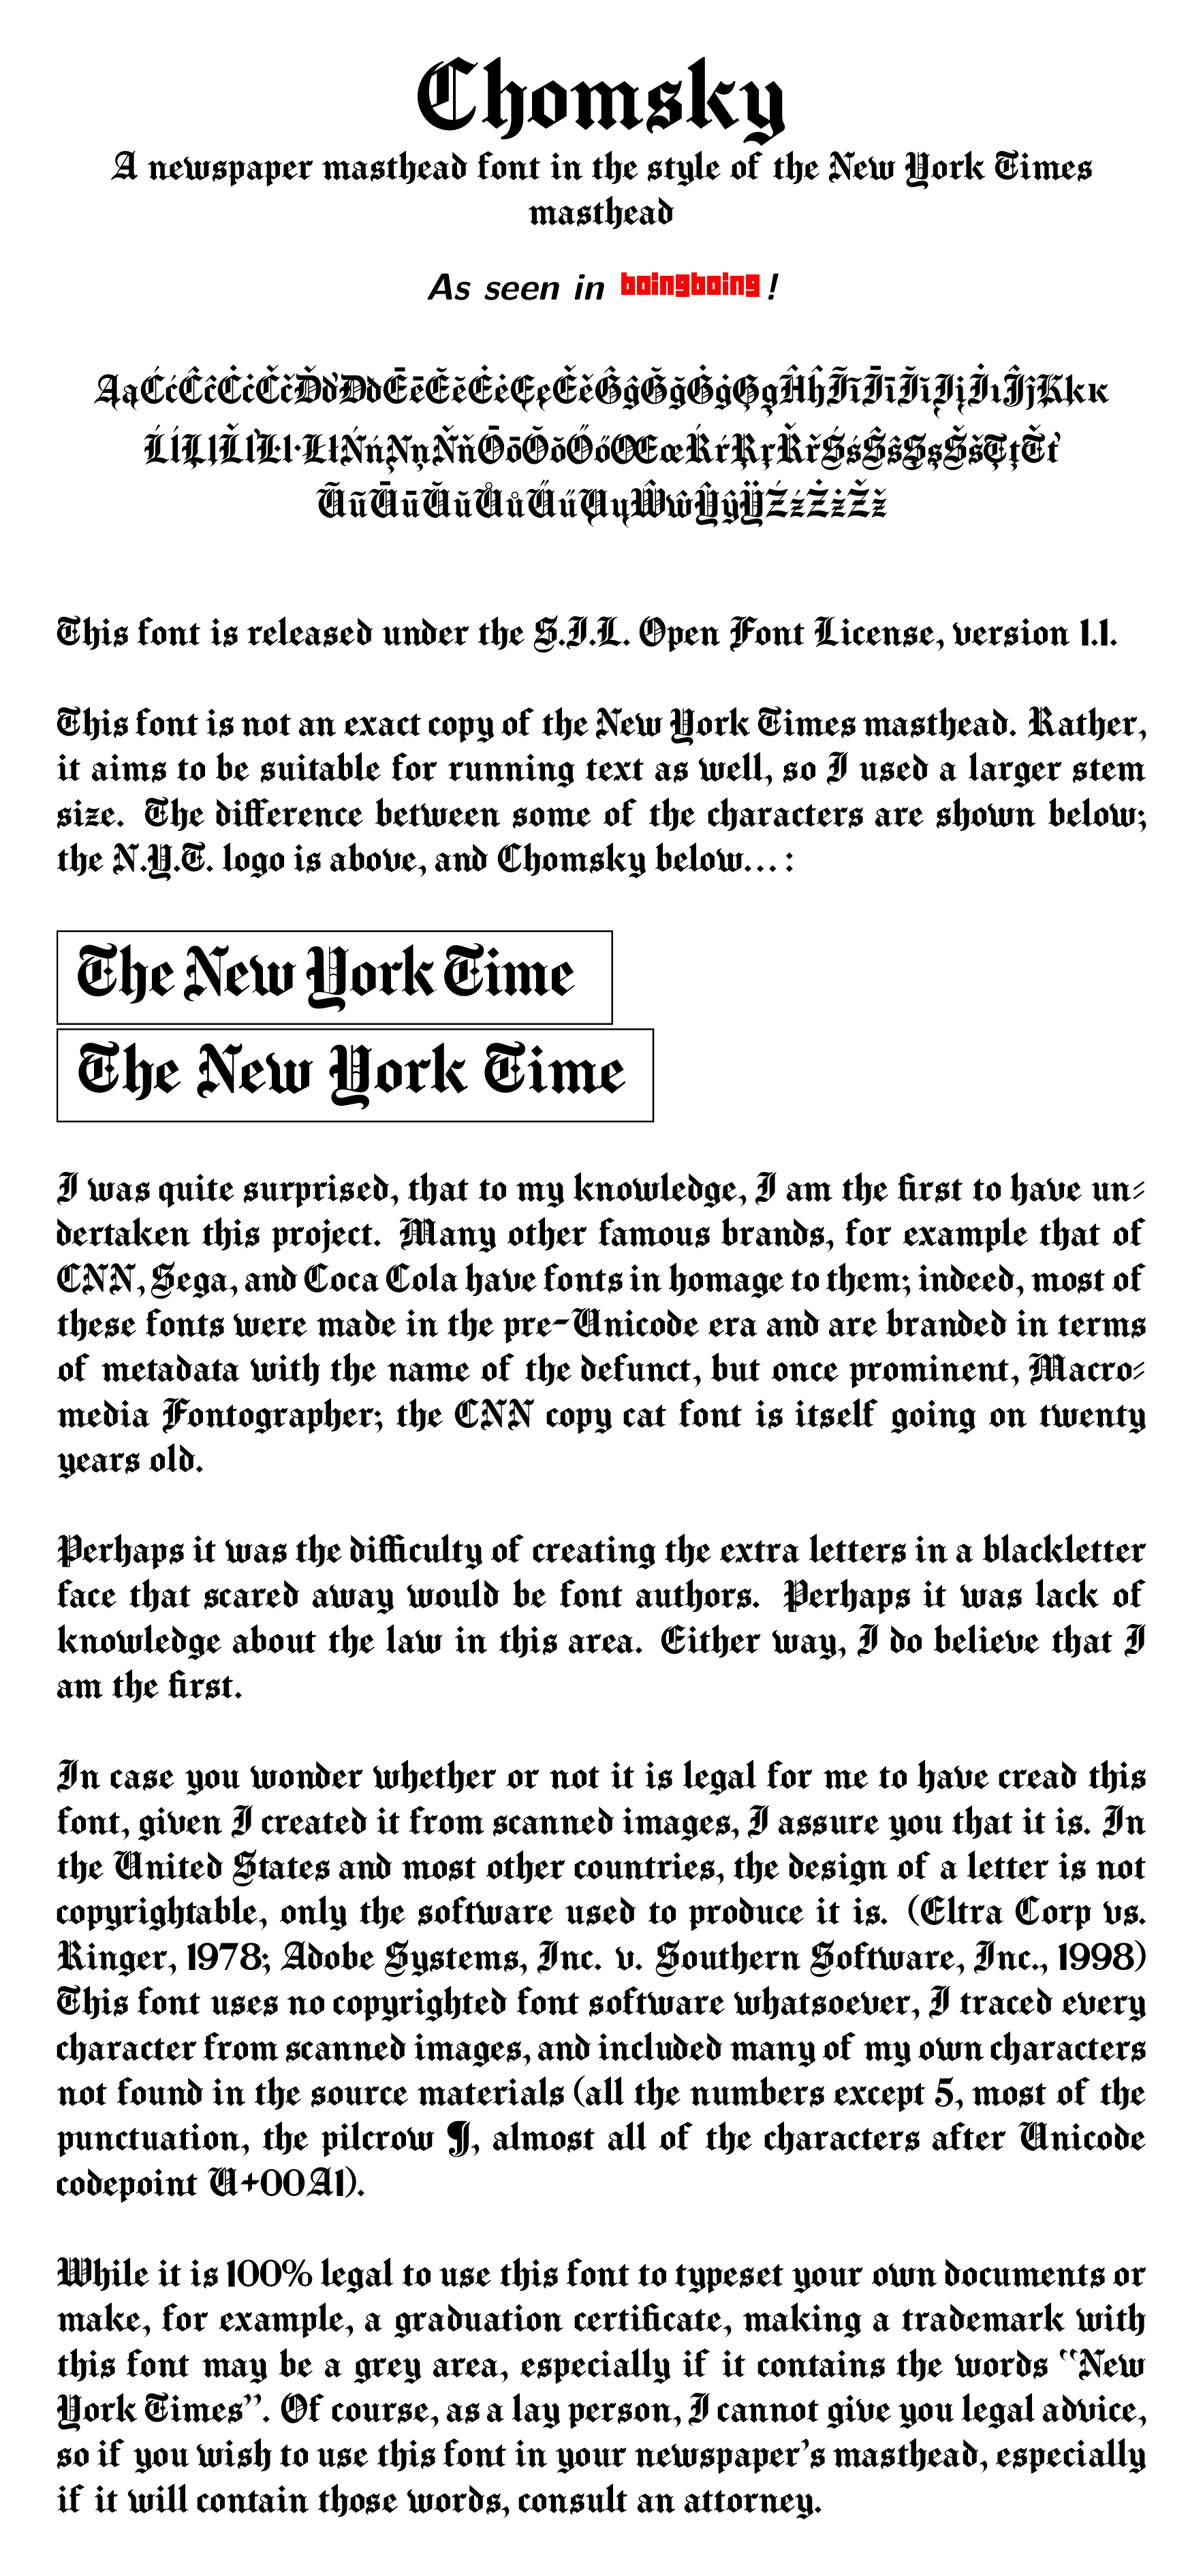 Chomsky
A newspaper masthead font in the style of the New York Times
masthead
As seen in boingboing!
ĄąĆćĈĉĊċČčĎďĐđĒēĔĕĖėĘęĚěĜĝĞğĠġĢģĤĥĨĩĪīĬĭĮįİıĴĵĶķĸ
ĹĺĻļĽľĿŀŁłŃńŅņŇňŌōŎŏŐőŒœŔŕŖŗŘřŚśŜŝŞşŠšŢţŤť
ŨũŪūŬŭŮůŰűŲųŴŵŶŷŸŹźŻżŽž
This font is released under the S.I.L. Open Font License, version 1.1.
This font is not an exact copy of the New York Times masthead. Rather,
it aims to be suitable for running text as well, so I used a larger stem
size. The difference between some of the characters are shown below;
the N.Y.T. logo is above, and Chomsky below… :
The New York Time
The New York Time
I was quite surprised, that to my knowledge, I am the first to have un-
dertaken this project. Many other famous brands, for example that of
CNN, Sega, and Coca Cola have fonts in homage to them; indeed, most of
these fonts were made in the pre–Unicode era and are branded in terms
of metadata with the name of the defunct, but once prominent, Macro-
media Fontographer; the CNN copy cat font is itself going on twenty
years old.
Perhaps it was the difficulty of creating the extra letters in a blackletter
face that scared away would be font authors. Perhaps it was lack of
knowledge about the law in this area. Either way, I do believe that I
am the first.
In case you wonder whether or not it is legal for me to have cread this
font, given I created it from scanned images, I assure you that it is. In
the United States and most other countries, the design of a letter is not
copyrightable, only the software used to produce it is. (Eltra Corp vs.
Ringer, 1978; Adobe Systems, Inc. v. Southern Software, Inc., 1998)
This font uses no copyrighted font software whatsoever, I traced every
character from scanned images, and included many of my own characters
not found in the source materials (all the numbers except 5, most of the
punctuation, the pilcrow ¶, almost all of the characters after Unicode
codepoint U+00A1).
While it is 100% legal to use this font to typeset your own documents or
make, for example, a graduation certificate, making a trademark with
this font may be a grey area, especially if it contains the words “New
York Times”. Of course, as a lay person, I cannot give you legal advice,
so if you wish to use this font in your newspaper’s masthead, especially
if it will contain those words, consult an attorney.